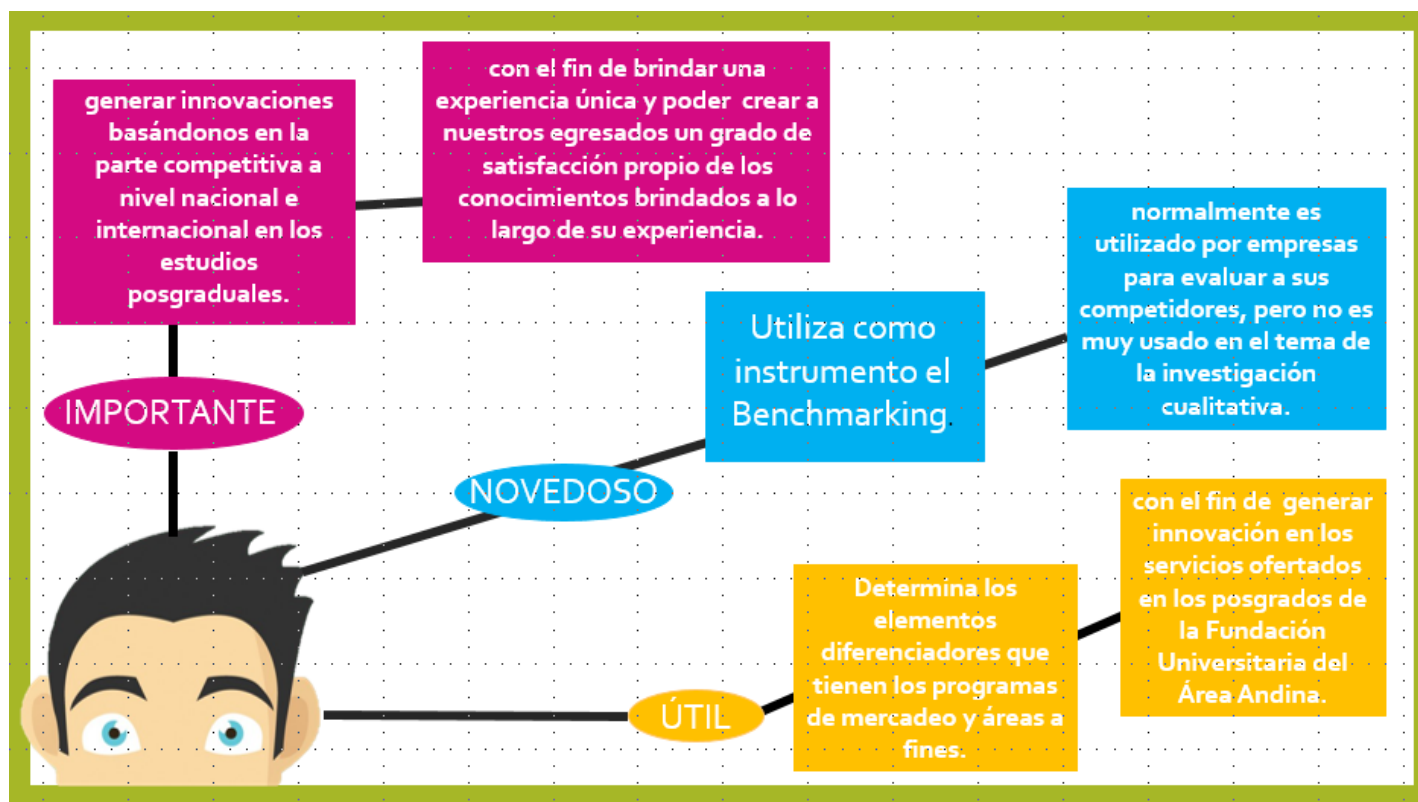 generar innovaciones
basándonos en la
parte competitiva a
nivel nacional e
internacional en los
estudios
posgraduales.
con el fin de brindar una
experiencia única y poder crear a
nuestros egresados un grado de
satisfacción propio de los
conocimientos brindados a lo
largo de su experiencia.
IMPORTANTE
normalmente es
utilizado por empresas
para evaluar a sus
competidores, pero no es
muy usado en el tema de
la investigación
cualitativa.
Utiliza como
instrumento el
Benchmarking.
NOVEDOSO
con el fin de generar
innovación en los
servicios ofertados
en los posgrados de
la Fundación
Universitaria del
Área Andina.
Determina los
elementos
diferenciadores que
tienen los programas
de mercadeo y áreas a
fines.
ÚTIL